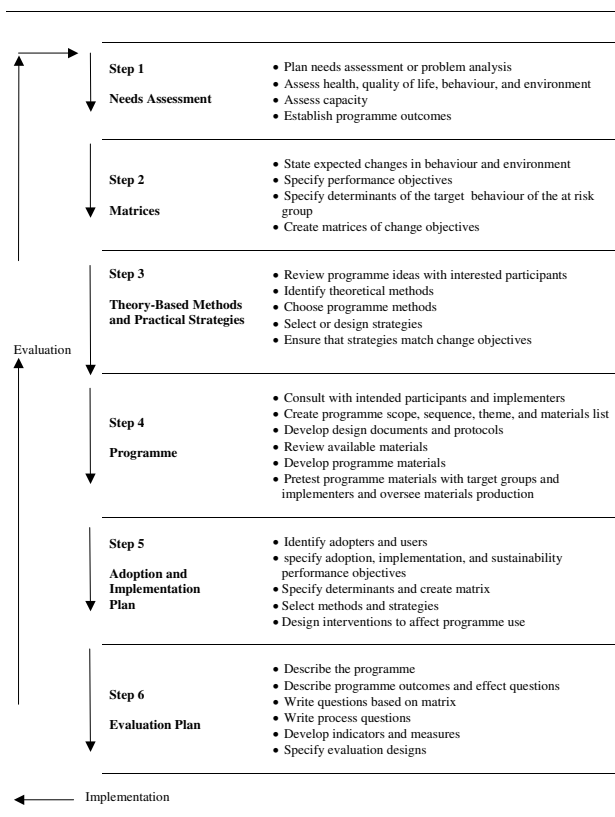 Step 1
Needs Assessment
• Plan needs assessment or problem analysis
• Assess health, quality of life, behaviour, and environment
• Assess capacity
• Establish programme outcomes
Step 2
Matrices
• State expected changes in behaviour and environment
• Specify performance objectives
• Specify determinants of the target behaviour of the at risk
group
• Create matrices of change objectives
Step 3
Theory-Based Methods
and Practical Strategies
• Review programme ideas with interested participants
• Identify theoretical methods
• Choose programme methods
• Select or design strategies
• Ensure that strategies match change objectives
Evaluation
Step 4
Programme
• Consult with intended participants and implementers
• Create programme scope, sequence, theme, and materials list
• Develop design documents and protocols
• Review available materials
• Develop programme materials
• Pretest programme materials with target groups and
implementers and oversee materials production
Step 5
Adoption and
Implementation
Plan
• Identify adopters and users
• specify adoption, implementation, and sustainability
performance objectives
• Specify determinants and create matrix
• Select methods and strategies
• Design interventions to affect programme use
Step 6
Evaluation Plan
• Describe the programme
• Describe programme outcomes and effect questions
• Write questions based on matrix
• Write process questions
• Develop indicators and measures
• Specify evaluation designs
Implementation